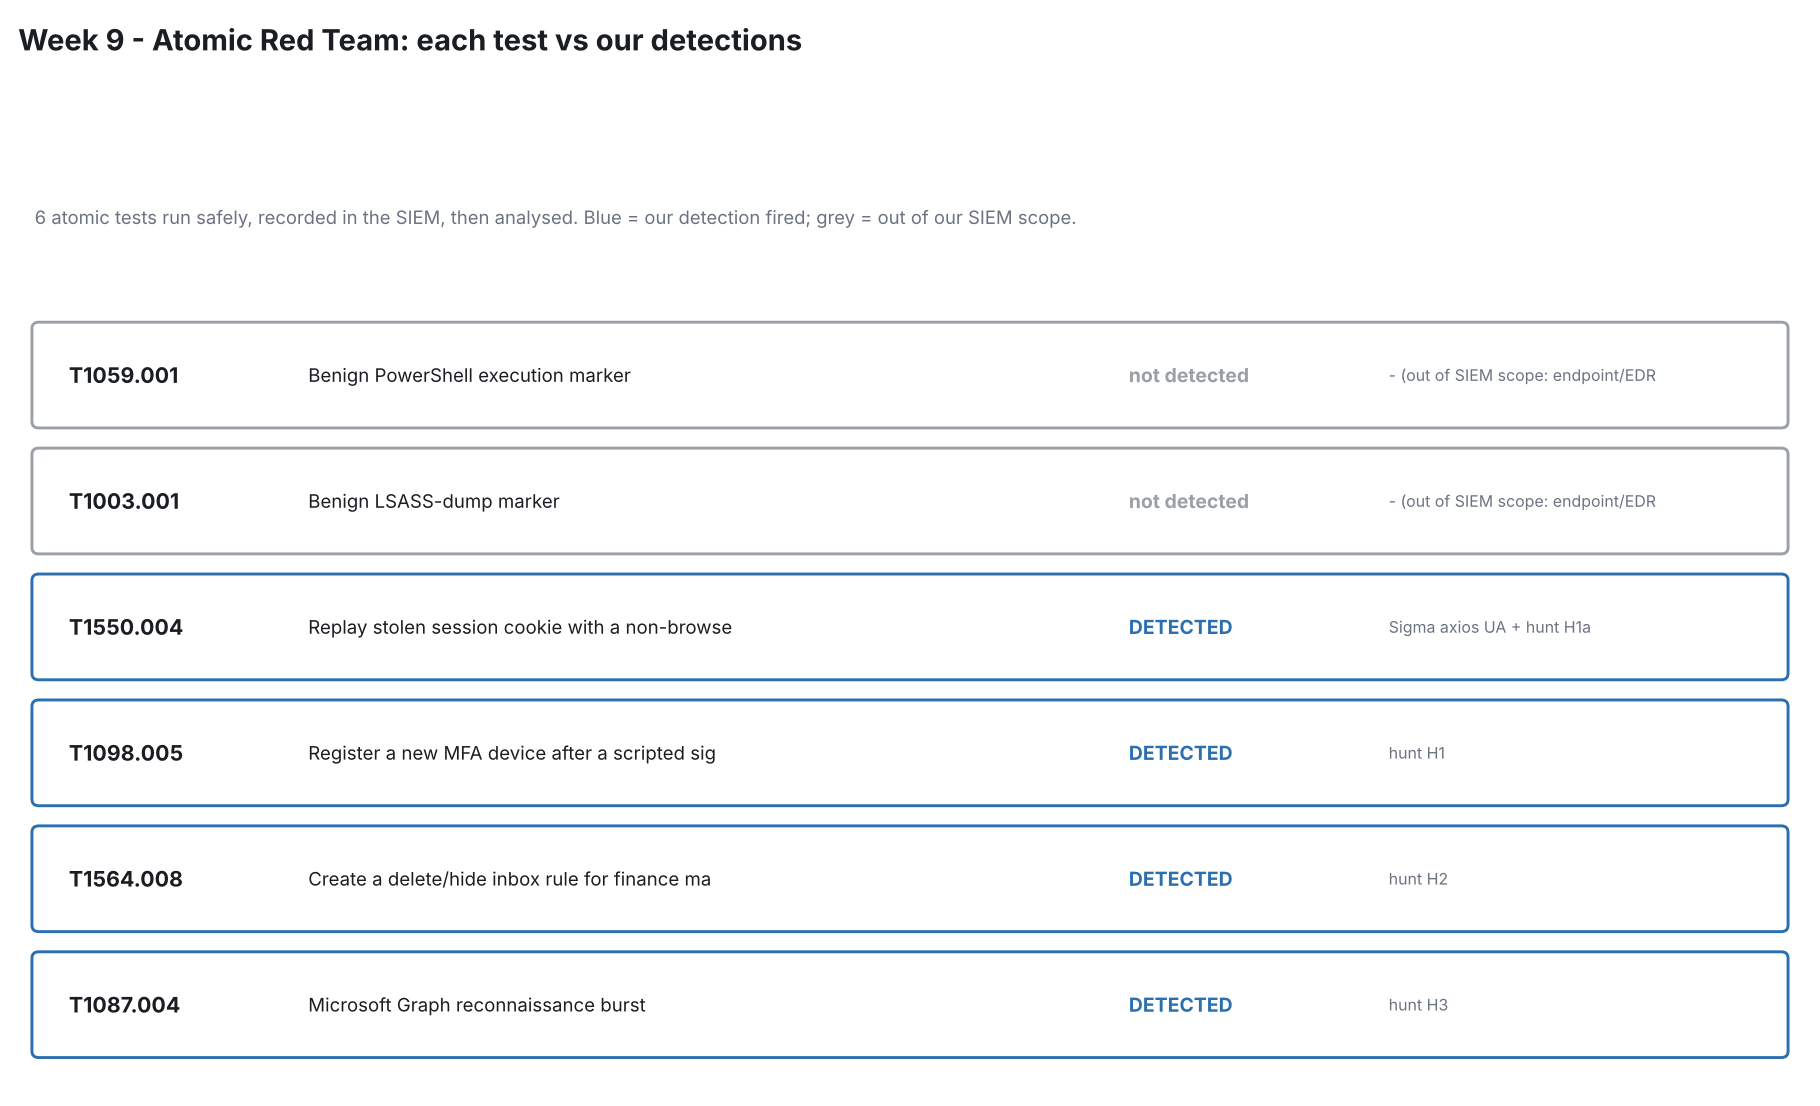 Week 9 - Atomic Red Team: each test vs our detections
6 atomic tests run safely, recorded in the SIEM, then analysed. Blue = our detection fired; grey = out of our SIEM scope.
T1059.001 Benign PowerShell execution marker not detected - (out of SIEM scope: endpoint/EDR
T1003.001 Benign LSASS-dump marker not detected - (out of SIEM scope: endpoint/EDR
T1550.004 Replay stolen session cookie with a non-browse DETECTED Sigma axios UA + hunt H1a
T1098.005 Register a new MFA device after a scripted sig DETECTED hunt H1
T1564.008 Create a delete/hide inbox rule for finance ma DETECTED hunt H2
T1087.004 Microsoft Graph reconnaissance burst DETECTED hunt H3